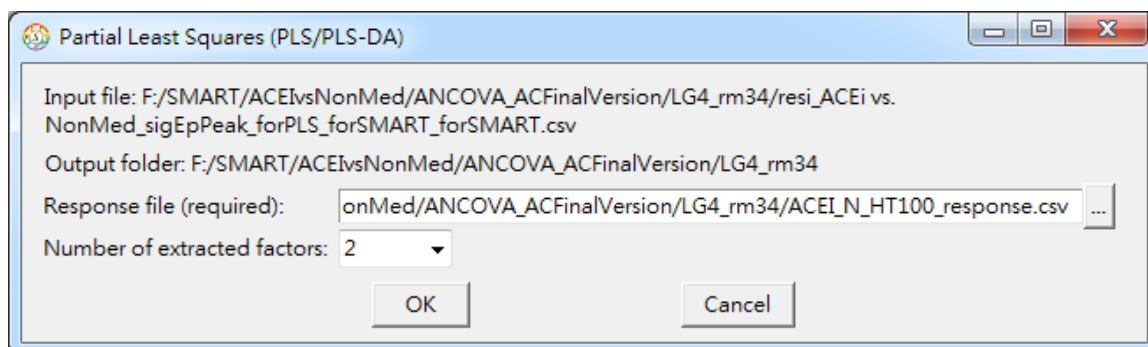 Partial Least Squares (PLS/PLS-DA)
Input file: F:/SMART/ACEIvsNonMed/ANCOVA_ACFinalVersion/LG4_rm34/resi_ACEi vs.
NonMed_sigEpPeak_forPLS_forSMART_forSMART.csv
Output folder: F:/SMART/ACEIvsNonMed/ANCOVA_ACFinalVersion/LG4_rm34
Response file (required): onMed/ANCOVA_ACFinalVersion/LG4_rm34/ACEI_N_HT100_response.csv ...
Number of extracted factors: 2
OK Cancel